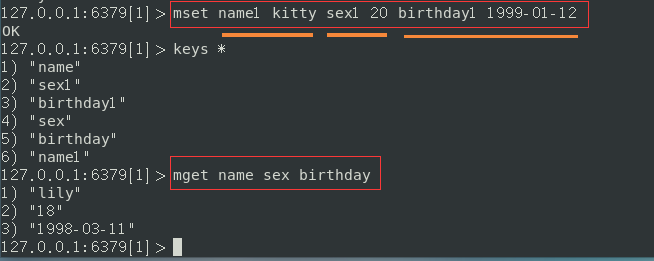 127.0.0.1:6379[1]> mset name1 kitty sex1 20 birthday1 1999-01-12
OK
127.0.0.1:6379[1]> keys *
1) "name"
2) "sex1"
3) "birthday1"
4) "sex"
5) "birthday"
6) "name1"
127.0.0.1:6379[1]> mget name sex birthday
1) "lily"
2) "18"
3) "1998-03-11"
127.0.0.1:6379[1]>